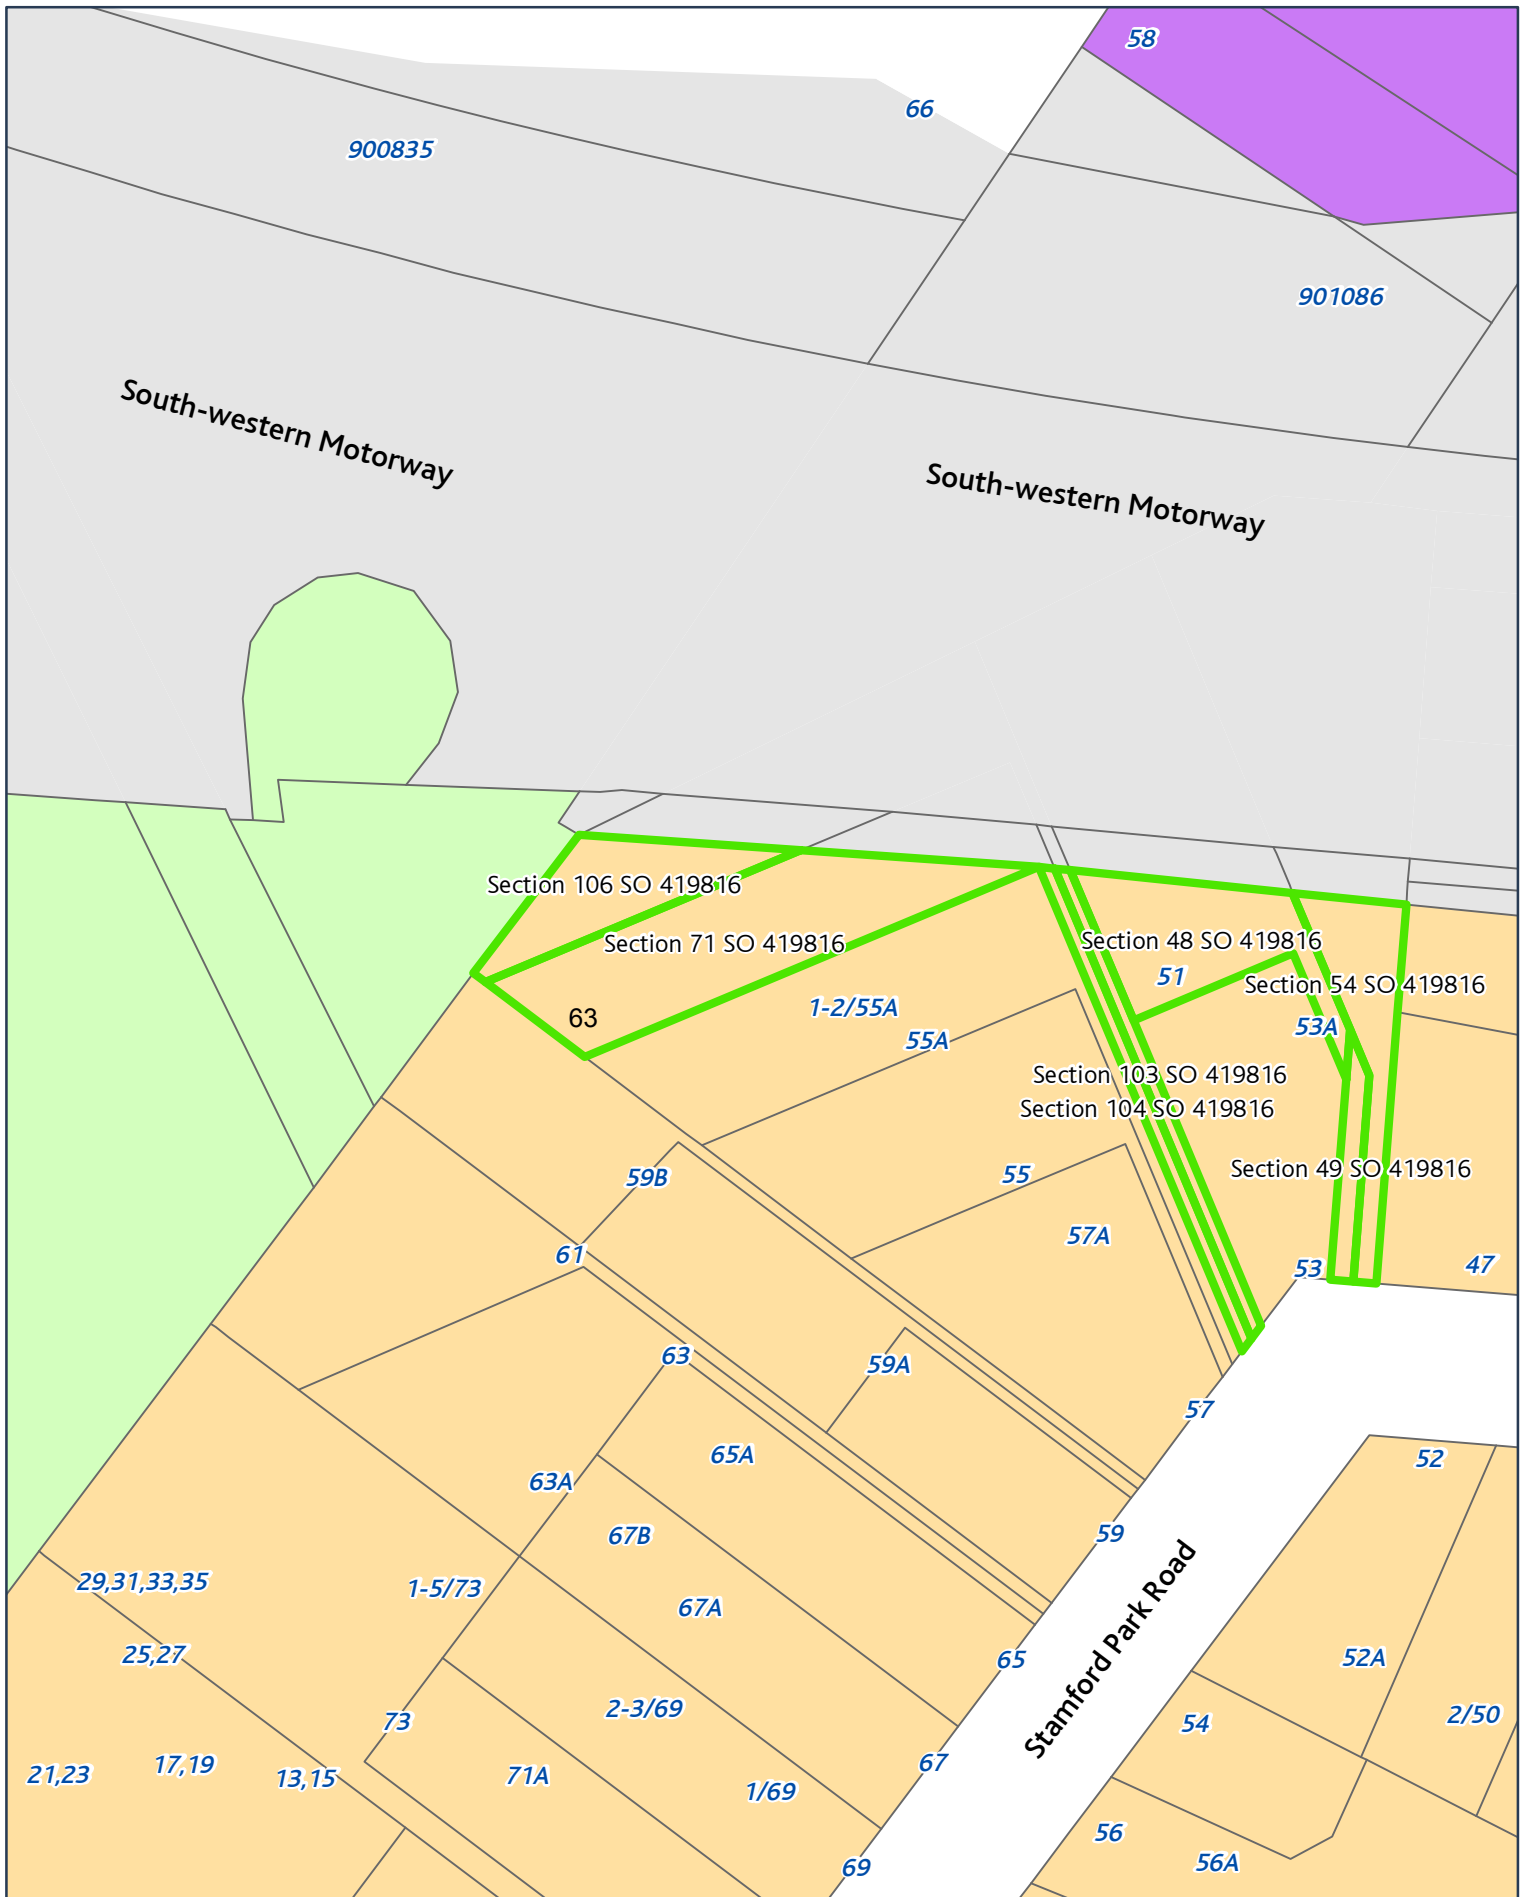 58
66
900835
901086
South-western Motorway
South-western Motorway
Section 106 SO 419816
Section 71 SO 419816
Section 48 SO 419816
51
Section 54 SO 419816
1-2/55A
63
53A
55A
Section 103 SO 419816
Section 104 SO 419816
Section 49 SO 419816
59B
55
57A
61
53
47
63
59A
57
65A
52
63A
67B
59
29,31,33,35
1-5/73
67A
Stamford Park Road
25,27
65
52A
2-3/69
2/50
73
54
21,23
17,19
13,15
71A
1/69
67
56
69
56A